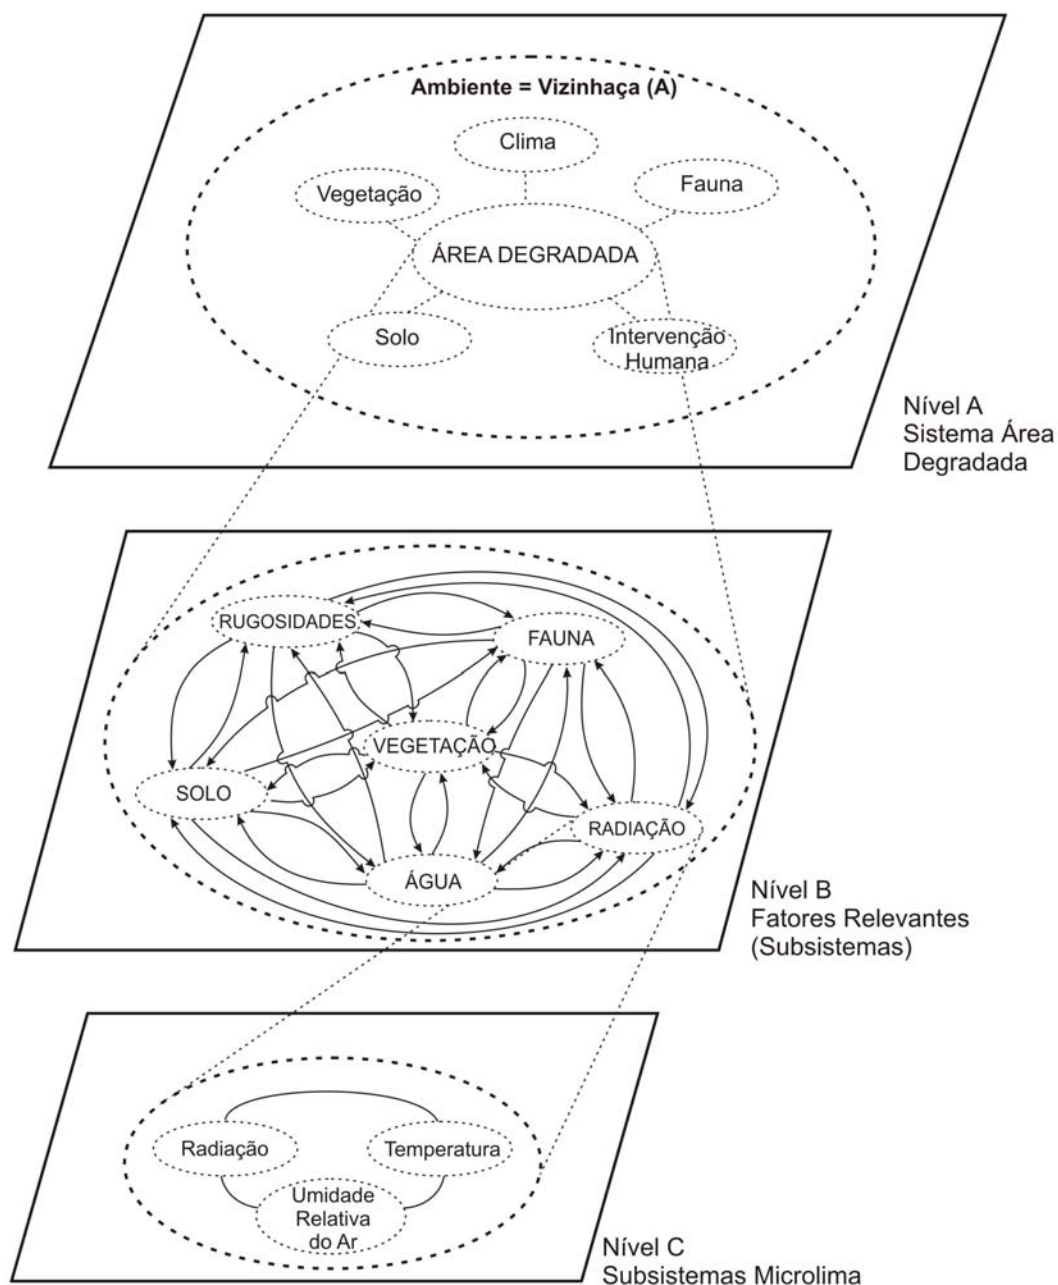 Ambiente = Vizinhaça (A)
Clima
Vegetação
Fauna
ÁREA DEGRADADA
Solo
Intervenção
Humana
Nível A
Sistema Área
Degradada
RUGOSIDADES
FAUNA
VEGETAÇÃO
SOLO
RADIAÇÃO
ÁGUA
Nível B
Fatores Relevantes
(Subsistemas)
Radiação
Temperatura
Umidade
Relativa
do Ar
Nível C
Subsistemas Microlima